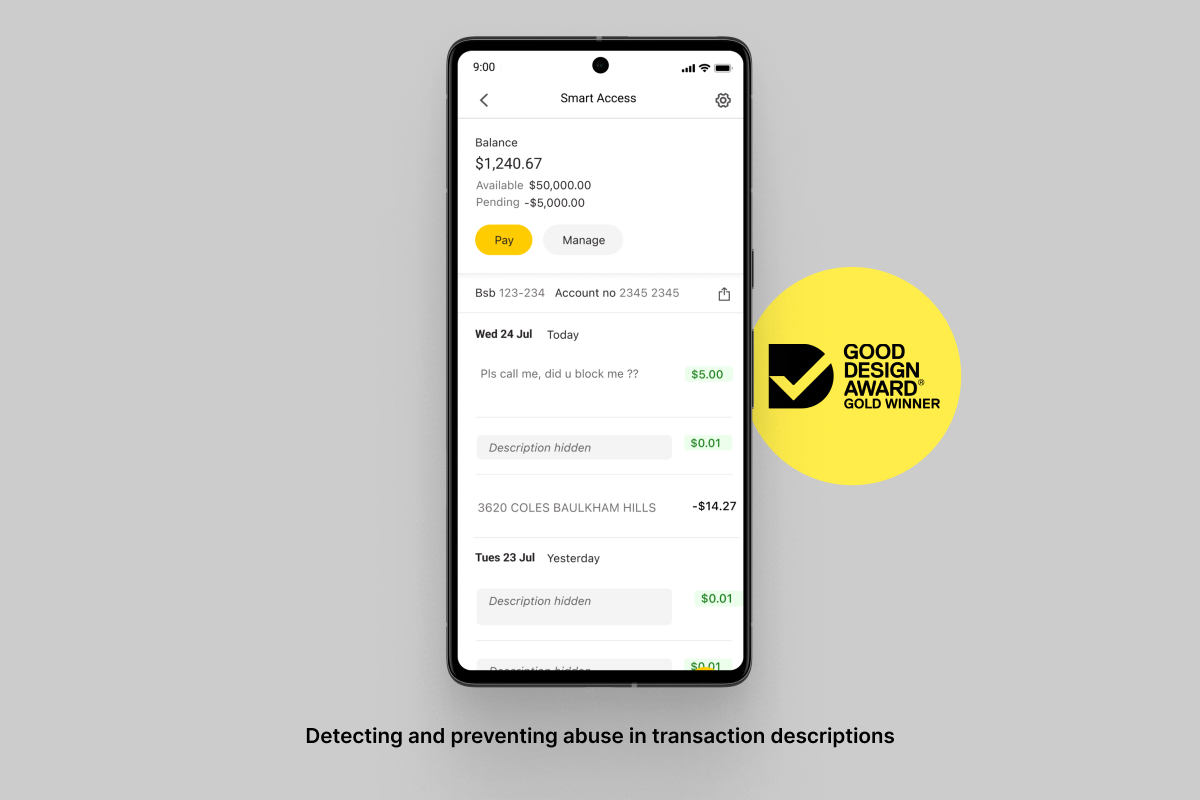 9:00
Smart Access
Balance
$1,240.67
Available $50,000.00
Pending -$5,000.00
Pay Manage
Bsb 123-234 Account no 2345 2345
Wed 24 Jul Today
Pls call me, did u block me ?? $5.00
Description hidden $0.01
3620 COLES BAULKHAM HILLS -$14.27
Tues 23 Jul Yesterday
Description hidden $0.01
Description hidden $0.01
GOOD
DESIGN
AWARD®
GOLD WINNER
Detecting and preventing abuse in transaction descriptions